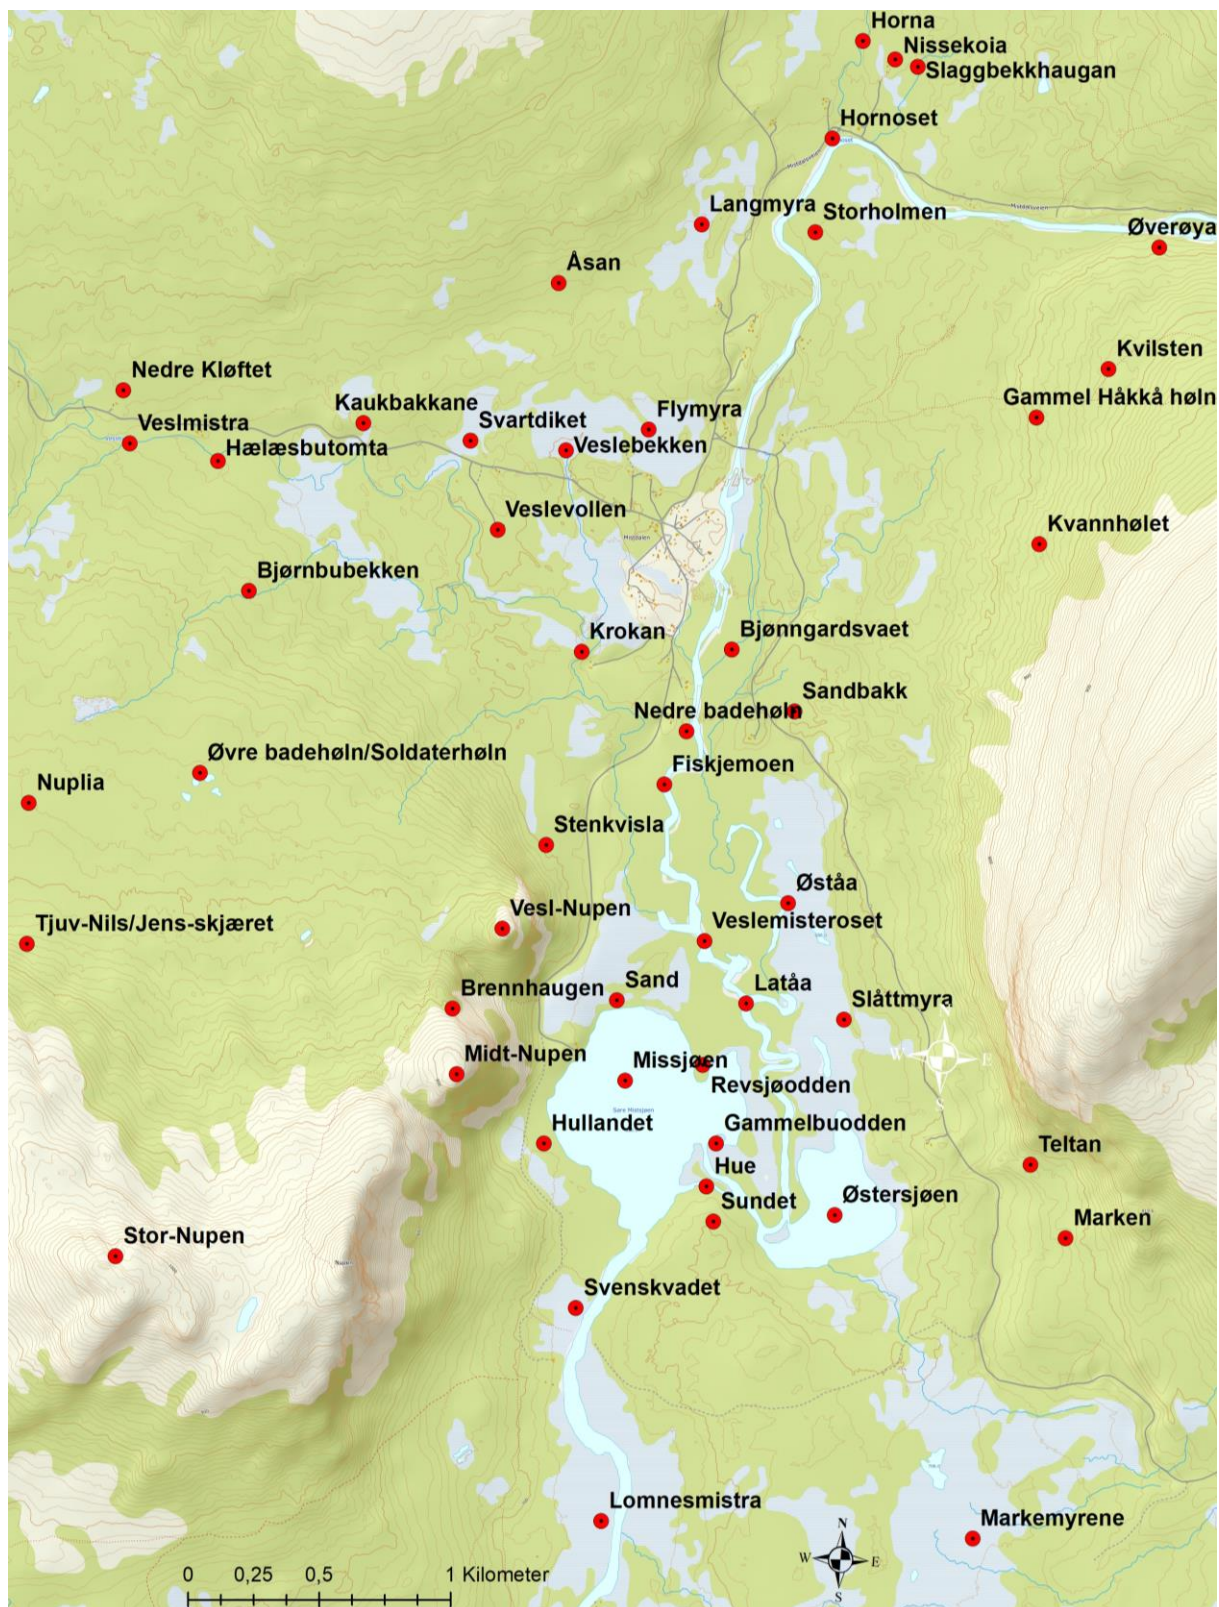 Horna
Nissekoia
Slaggbekkhaugan
Hornoset
Langmyra
Storholmen
Øverøya
Åsan
Kvilsten
Nedre Kløftet
Gammel Håkkå høln
Kaukbakkane
Svartdiket
Flymyra
Veslmistra
Hælæsbutomta
Veslebekken
Veslevollen
Kvannhølet
Bjørnbubekken
Krokan
Bjønngardsvaet
Sandbakk
Nedre badehøln
Øvre badehøln/Soldaterhøln
Fiskjemoen
Nuplia
Stenkvisla
Øståa
Vesl-Nupen
Tjuv-Nils/Jens-skjæret
Veslemisteroset
Brennhaugen
Sand
Latåa
Slåttmyra
N
W E
S
Midt-Nupen
Missjøen
Revsjøodden
Søre Misssjøen
Hullandet
Gammelbuodden
Teltan
Hue
Sundet
Østersjøen
Marken
Stor-Nupen
Svenskvadet
Lomnesmistra
Markemyrene
N
W E
S
0 0,25 0,5 1 Kilometer